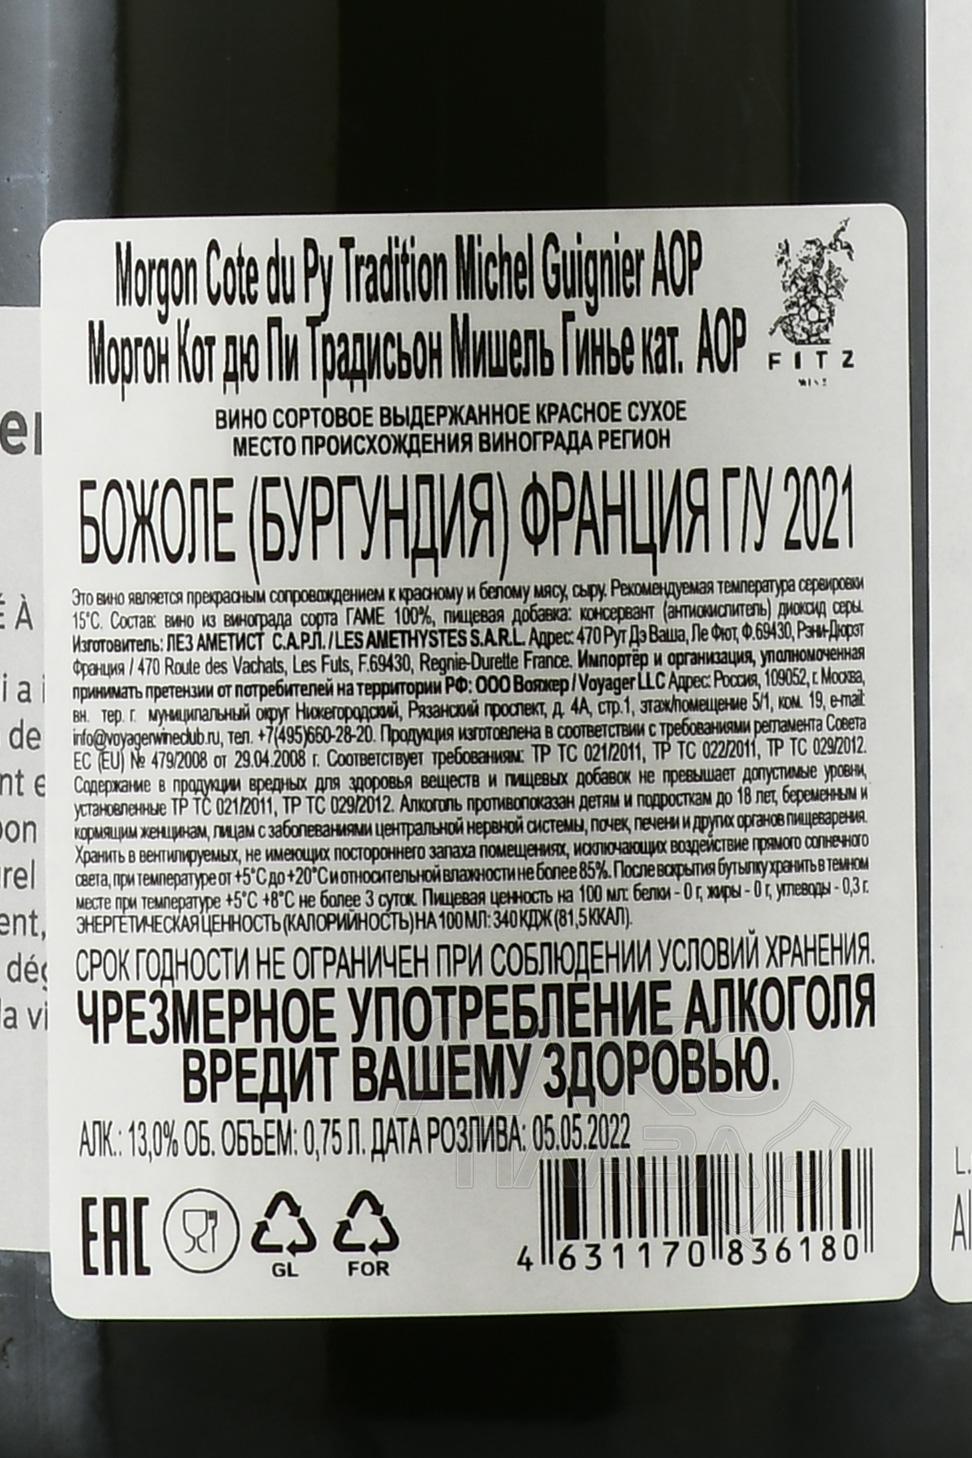 Morgon Cote du Py Tradition Michel Guignier AOP
Моргон Кот дю Пи Традисьон Мишель Гинье кат. АОР
FITZ
WINE
ВИНО СОРТОВОЕ ВЫДЕРЖАННОЕ КРАСНОЕ СУХОЕ
МЕСТО ПРОИСХОЖДЕНИЯ ВИНОГРАДА РЕГИОН
БОЖОЛЕ (БУРГУНДИЯ) ФРАНЦИЯ Г/У 2021
Это вино является прекрасным сопровождением к красному и белому мясу, сыру. Рекомендуемая температура сервировки
15°С. Состав: вино из винограда сорта ГАМЕ 100%, пищевая добавка: консервант (антиокислитель) диоксид серы.
Изготовитель: ЛЕЗ АМЕТИСТ С.А.Р.Л. / LES AMETHYSTES S.A.R.L. Адрес: 470 Рут Дэ Ваша, Ле Фют, Ф.69430, Рэни-Дюрэт
Франция / 470 Route des Vachats, Les Futs, F.69430, Regnie-Durette France. Импортёр и организация, уполномоченная
принимать претензии от потребителей на территории РФ: ООО Вояжер / Voyager LLC Адрес: Россия, 109052, г. Москва,
вн. тер. г. муниципальный округ Нижегородский, Рязанский проспект, д. 4А, стр.1, этаж/помещение 5/1, ком. 19, e-mail:
info@voyagerwineclub.ru, тел. +7(495)660-28-20. Продукция изготовлена в соответствии с требованиями регламента Совета
ЕС (EU) № 479/2008 от 29.04.2008 г. Соответствует требованиям: ТР ТС 021/2011, ТР ТС 022/2011, ТР ТС 029/2012.
Содержание в продукции вредных для здоровья веществ и пищевых добавок не превышает допустимые уровни,
установленные ТР ТС 021/2011, ТР ТС 029/2012. Алкоголь противопоказан детям и подросткам до 18 лет, беременным и
кормящим женщинам, лицам с заболеваниями центральной нервной системы, почек, печени и других органов пищеварения.
Хранить в вентилируемых, не имеющих постороннего запаха помещениях, исключающих воздействие прямого солнечного
света, при температуре от +5°С до +20°С и относительной влажности не более 85%. После вскрытия бутылку хранить в темном
месте при температуре +5°С +8°С не более 3 суток. Пищевая ценность на 100 мл: белки - 0 г, жиры - 0 г, углеводы - 0,3 г.
ЭНЕРГЕТИЧЕСКАЯ ЦЕННОСТЬ (КАЛОРИЙНОСТЬ) НА 100 МЛ: 340 КДЖ (81,5 ККАЛ).
СРОК ГОДНОСТИ НЕ ОГРАНИЧЕН ПРИ СОБЛЮДЕНИИ УСЛОВИЙ ХРАНЕНИЯ.
ЧРЕЗМЕРНОЕ УПОТРЕБЛЕНИЕ АЛКОГОЛЯ
ВРЕДИТ ВАШЕМУ ЗДОРОВЬЮ.
АЛК.: 13,0% ОБ. ОБЪЕМ: 0,75 Л. ДАТА РОЗЛИВА: 05.05.2022
EAC
GL
FOR
4 631170 836180